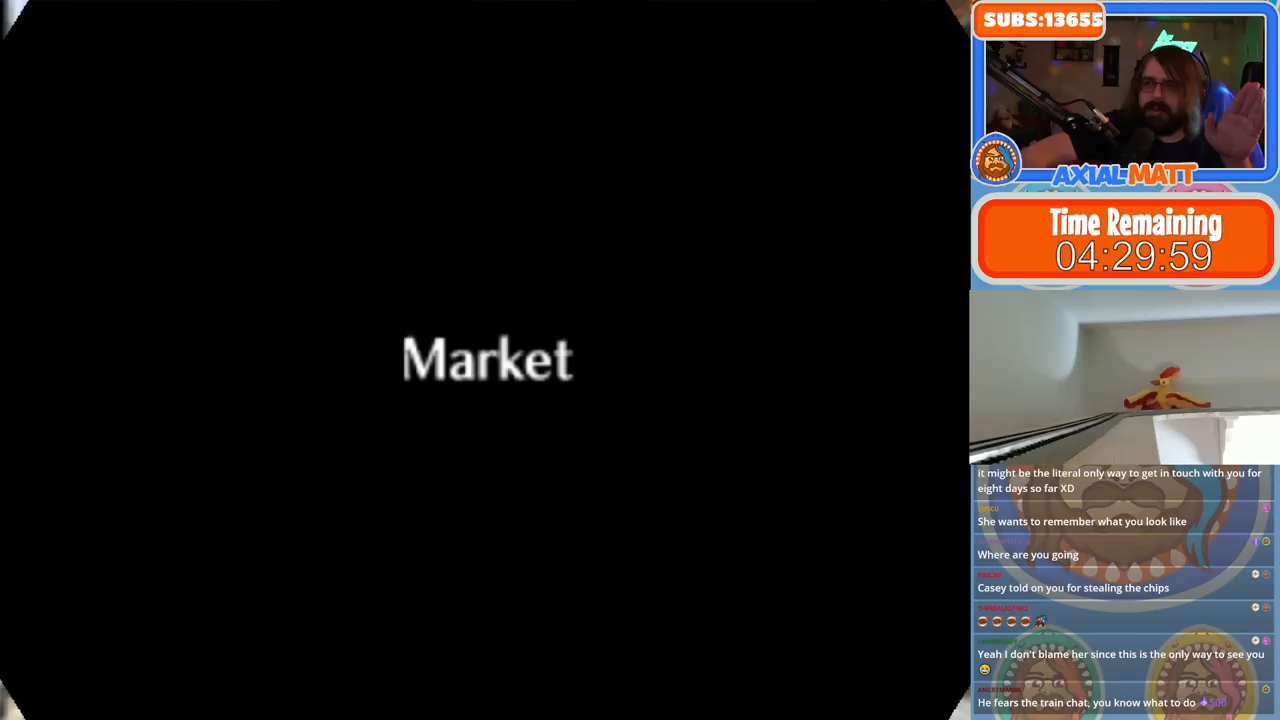 Market
SUBS:13655
AXIALMATT
Time Remaining
04:29:59
it might be the literal only way to get in touch with you for
eight days so far XD
She wants to remember what you look like
Where are you going
Casey told on you for stealing the chips
Yeah I don't blame her since this is the only way to see you
He fears the train chat, you know what to do 500